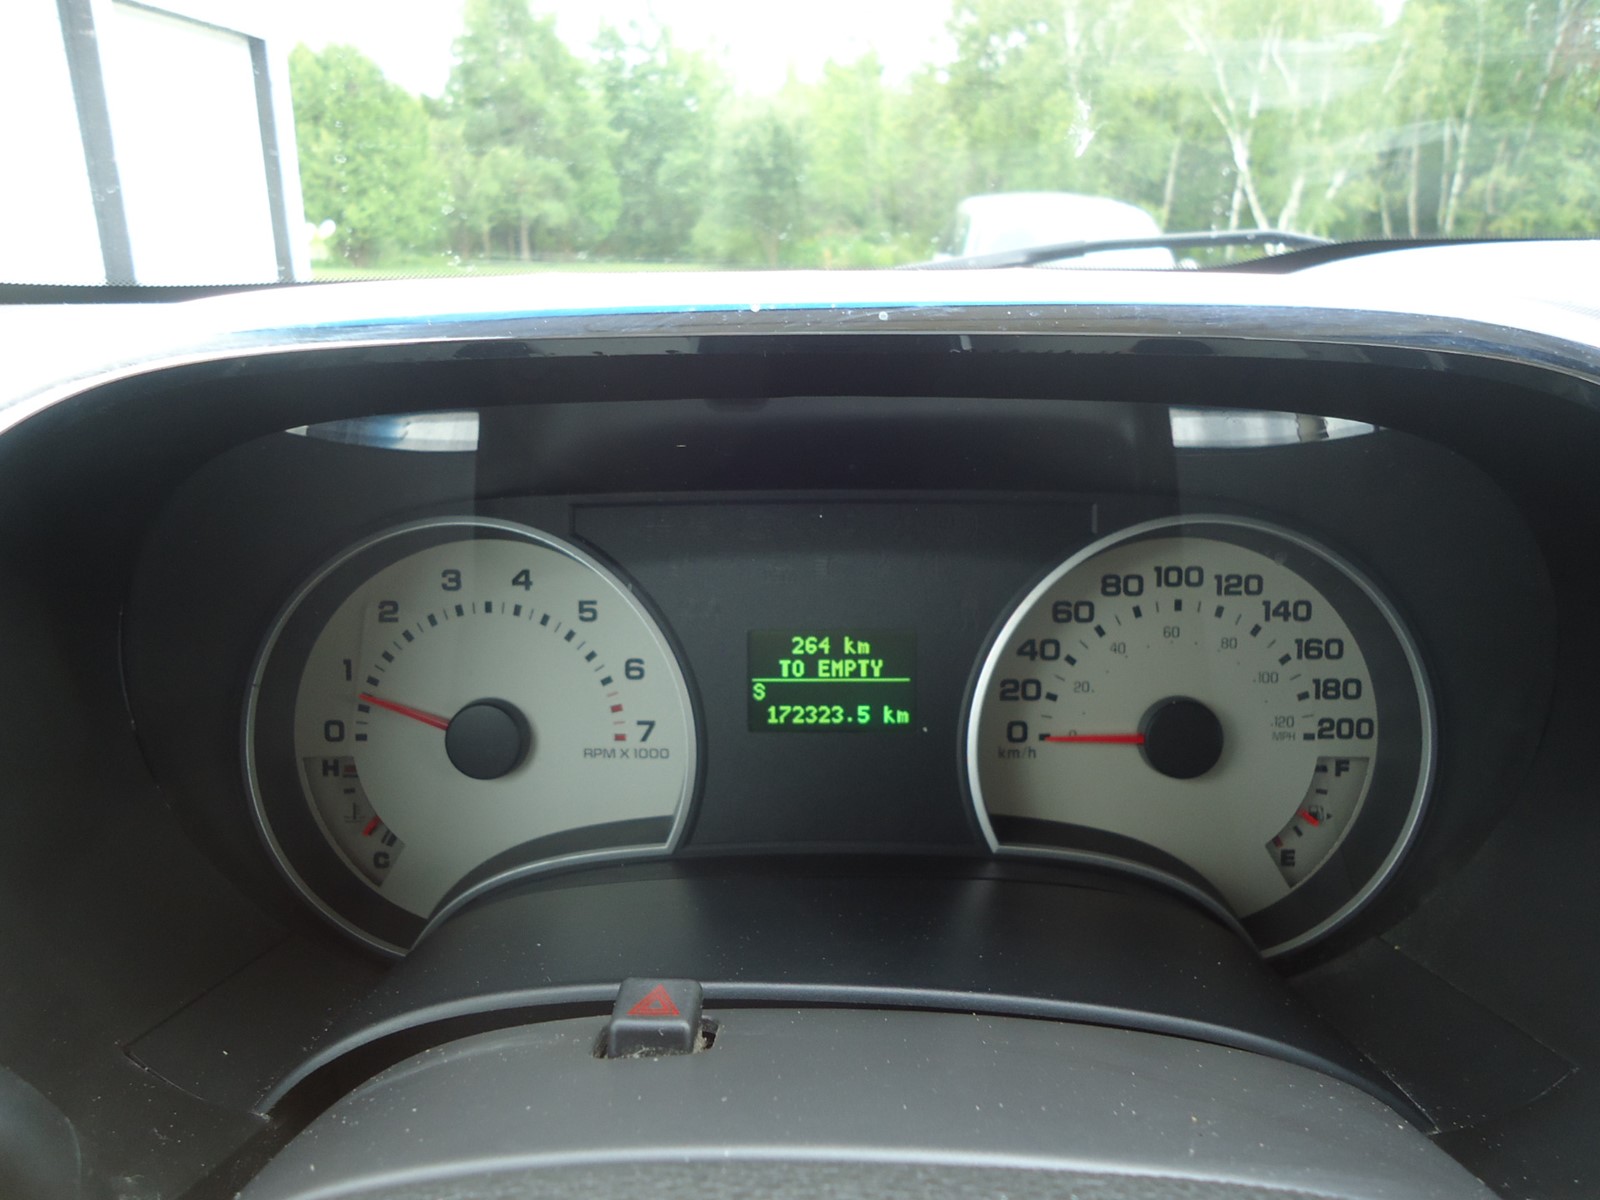 0 1 2 3 4 5 6 7
RPM X 1000
H
C
264 km
TO EMPTY
S
172323.5 km
0 20 40 60 80 100 120 140 160 180 200
km/h
0 20 40 60 80 100 120
MPH
F
E